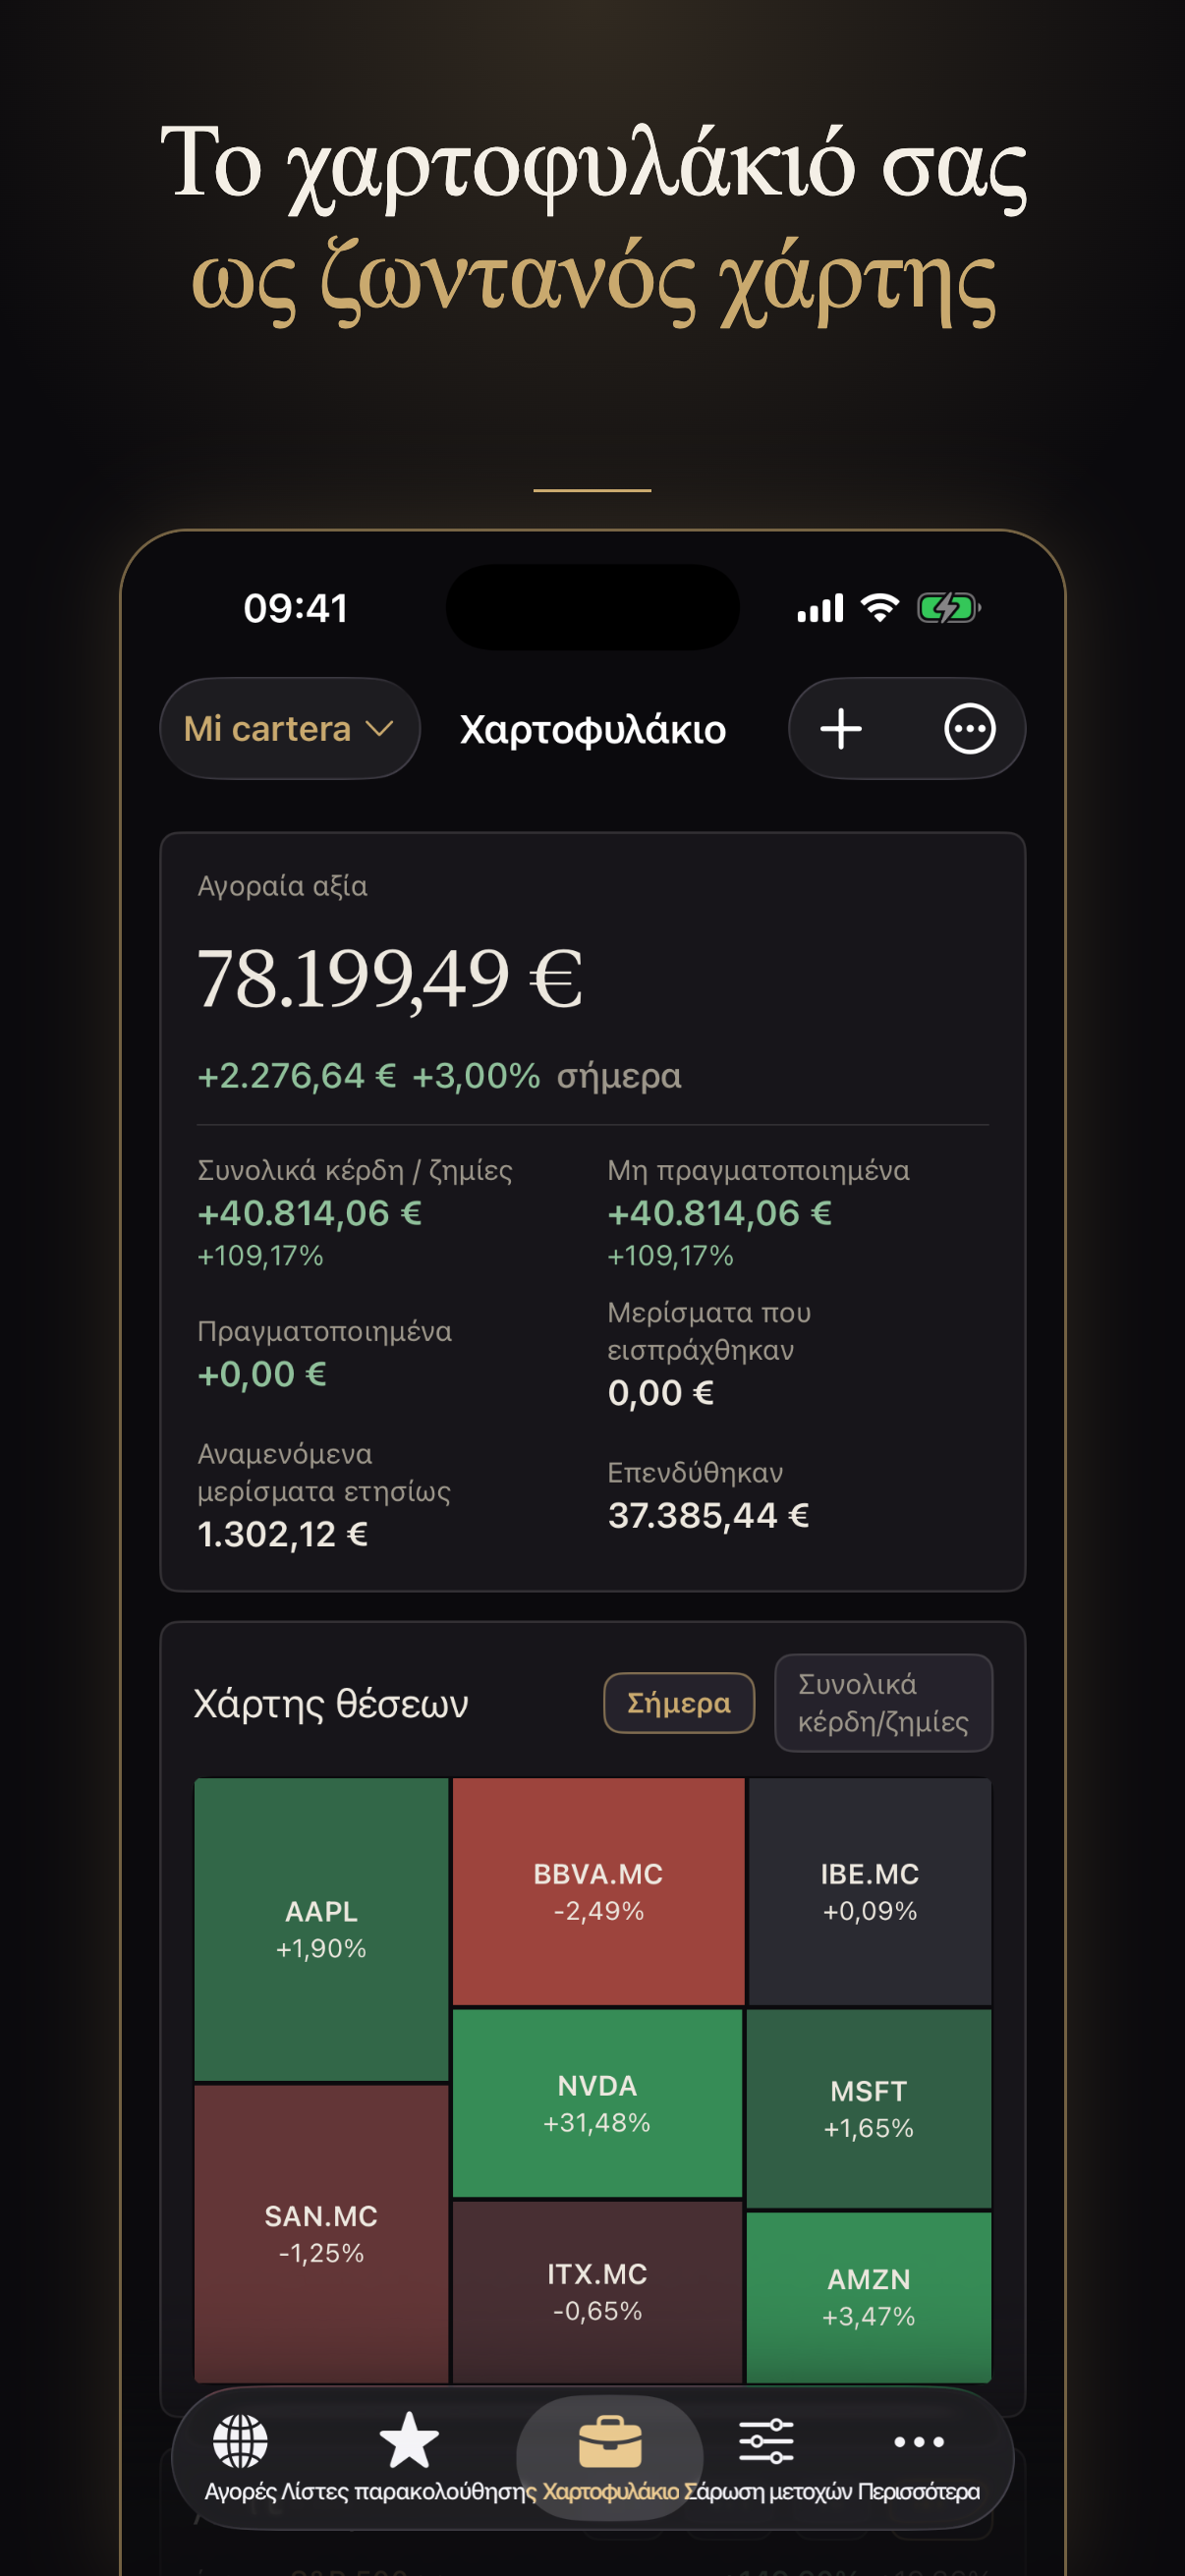 Το χαρτοφυλάκιό σας
ως ζωντανός χάρτης
09:41
Mi cartera
Χαρτοφυλάκιο
Αγοραία αξία
78.199,49 €
+2.276,64 € +3,00% σήμερα
Συνολικά κέρδη / ζημίες
+40.814,06 €
+109,17%
Μη πραγματοποιημένα
+40.814,06 €
+109,17%
Πραγματοποιημένα
+0,00 €
Μερίσματα που
εισπράχθηκαν
0,00 €
Αναμενόμενα
μερίσματα ετησίως
1.302,12 €
Επενδύθηκαν
37.385,44 €
Χάρτης θέσεων
Σήμερα
Συνολικά
κέρδη/ζημίες
AAPL
+1,90%
BBVA.MC
-2,49%
IBE.MC
+0,09%
NVDA
+31,48%
MSFT
+1,65%
SAN.MC
-1,25%
ITX.MC
-0,65%
AMZN
+3,47%
Αγορές Λίστες παρακολούθησης Χαρτοφυλάκιο Σάρωση μετοχών Περισσότερα